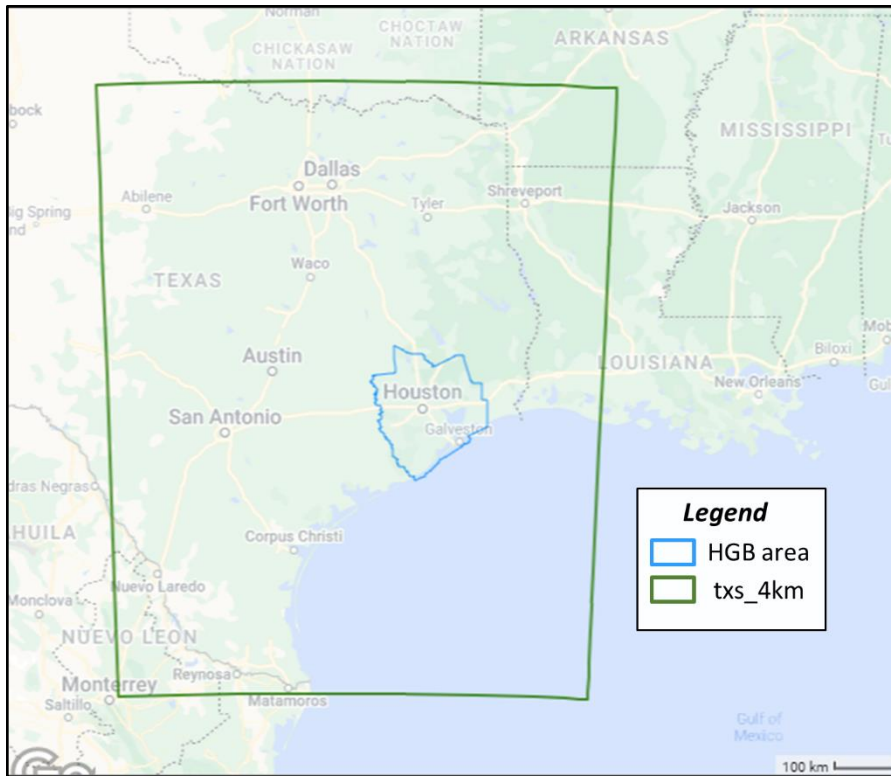 Norman
CHOCTAW
NATION
CHICKASAW
NATION
ARKANSAS
bock
MISSISSIPPI
Tu
Dallas
Fort Worth
Abilene
Tyler
Shreveport
Big Spring
nd
Jackson
Waco
TEXAS
Austin
LOUISIANA
Mob
Biloxi
Gul
Houston
New Orleans
San Antonio
Galveston
dras Negras
Legend
HGB area
txs_4km
HUILA
Corpus Christi
Nuevo Laredo
Monclova
NUEVO LEON
Reynosa
Monterrey
Matamoros
Saltillo
Gulf of
Mexico
100 km